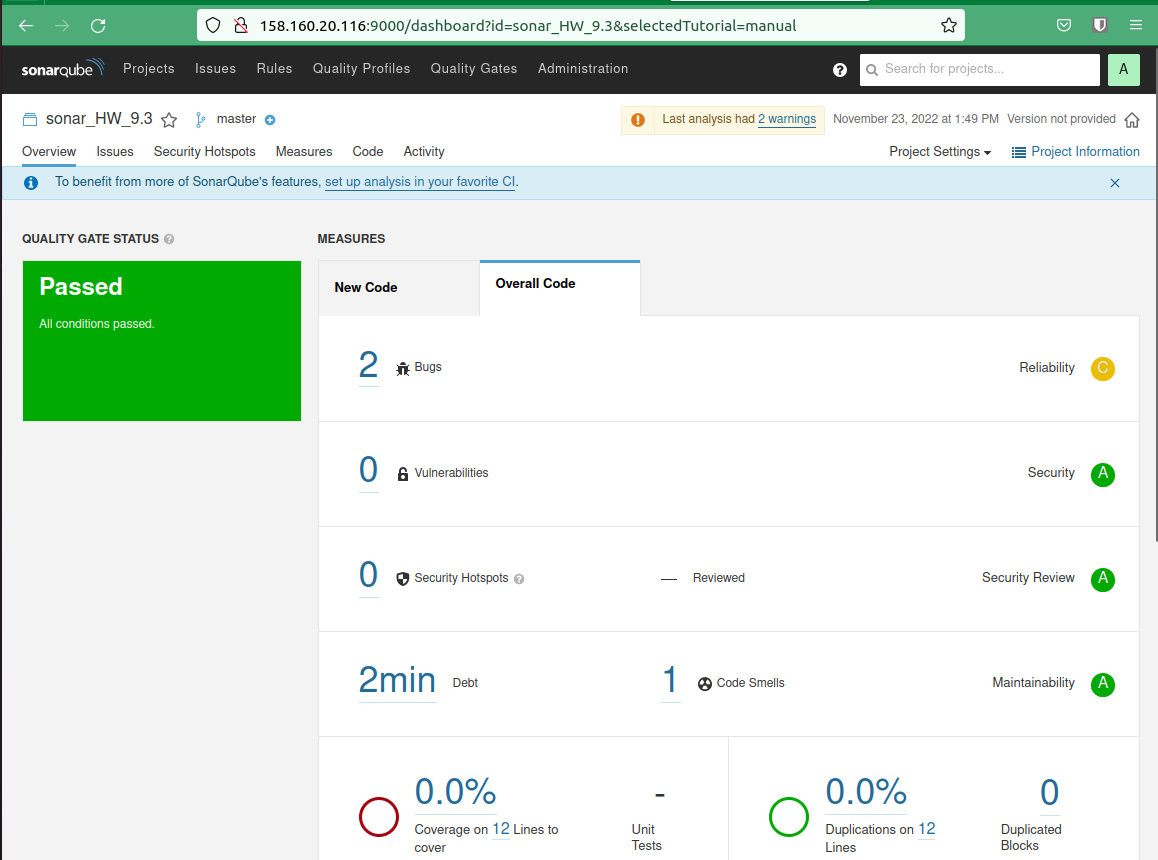 158.160.20.116:9000/dashboard?id=sonar_HW_9.3&selectedTutorial=manual
sonarqube Projects Issues Rules Quality Profiles Quality Gates Administration ? Search for projects... A
sonar_HW_9.3 master Last analysis had 2 warnings November 23, 2022 at 1:49 PM Version not provided
Overview Issues Security Hotspots Measures Code Activity Project Settings Project Information
To benefit from more of SonarQube's features, set up analysis in your favorite CI.
QUALITY GATE STATUS ?
MEASURES
Passed
All conditions passed.
New Code Overall Code
2 Bugs Reliability C
0 Vulnerabilities Security A
0 Security Hotspots ? — Reviewed Security Review A
2min Debt 1 Code Smells Maintainability A
0.0%
Coverage on 12 Lines to
cover
-
Unit
Tests
0.0%
Duplications on 12
Lines
0
Duplicated
Blocks